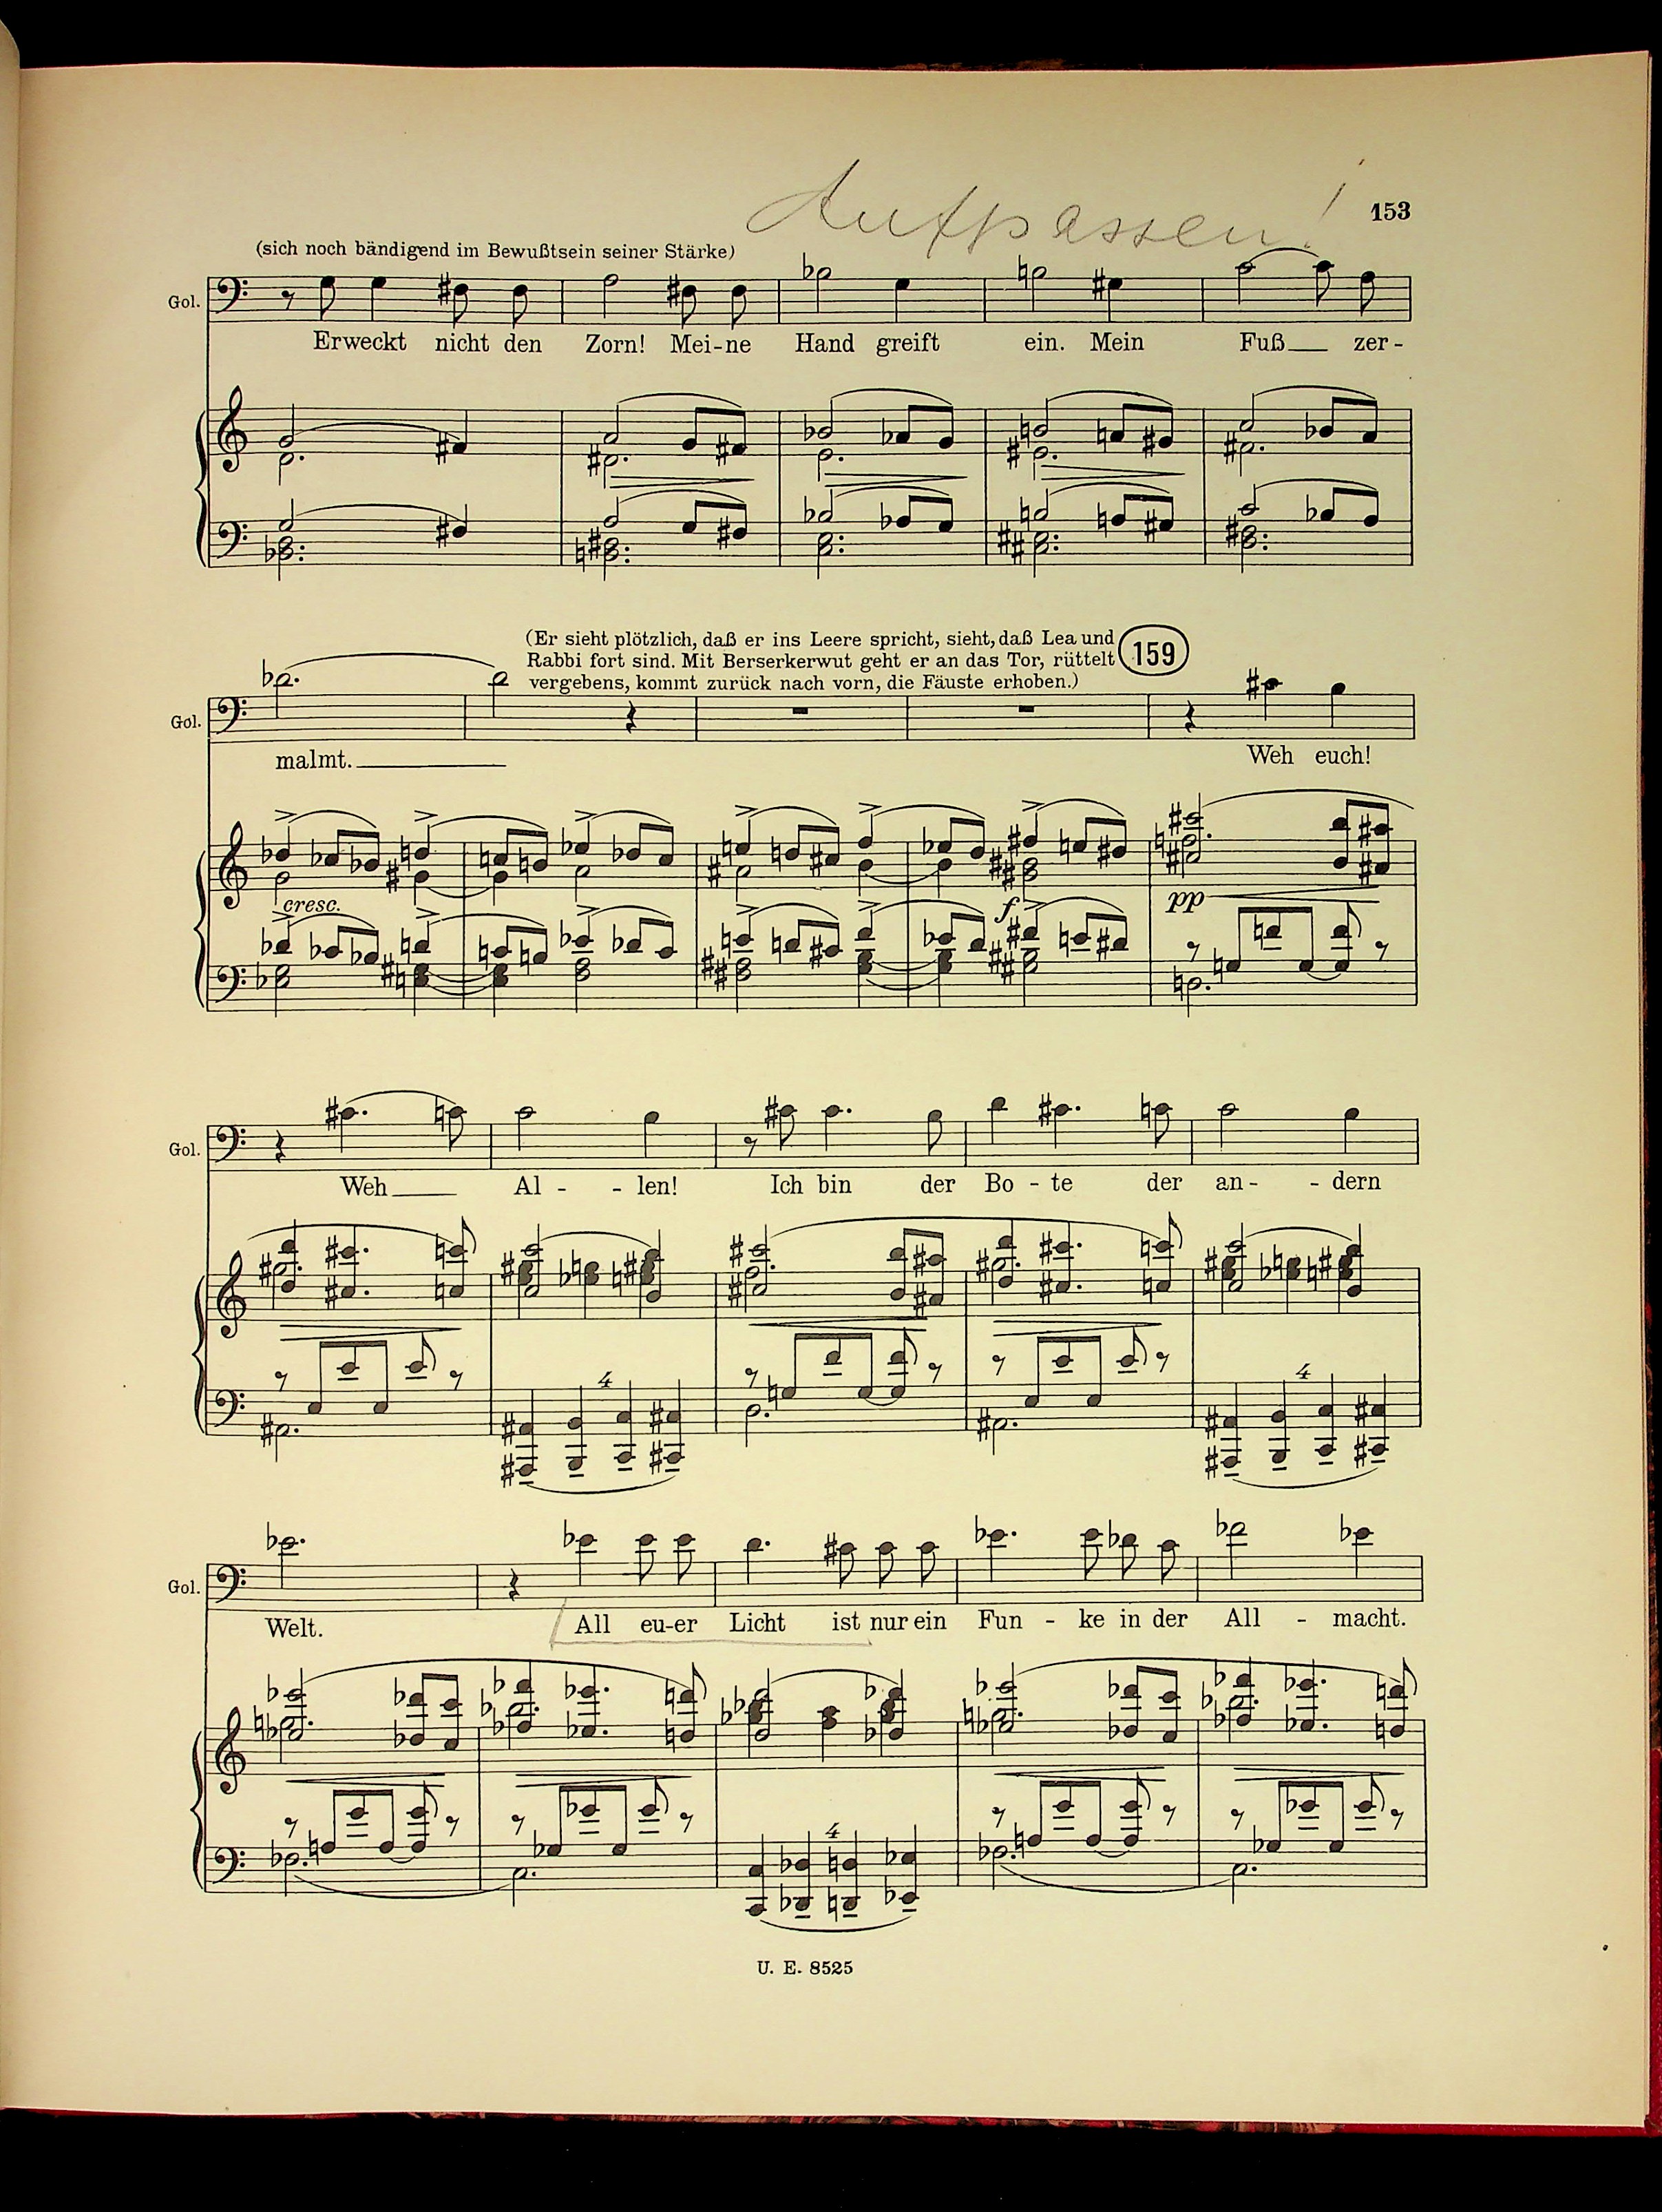 Aufpassen!
153
(sich noch bändigend im Bewußtsein seiner Stärke)
Gol.
Erweckt nicht den Zorn! Mei-ne Hand greift ein. Mein Fuß zer-
(Er sieht plötzlich, daß er ins Leere spricht, sieht, daß Lea und
Rabbi fort sind. Mit Berserkerwut geht er an das Tor, rüttelt
vergebens, kommt zurück nach vorn, die Fäuste erhoben.)
159
Gol.
malmt. Weh euch!
cresc.
f
pp
Gol.
Weh Al - - len! Ich bin der Bo - te der an - - dern
4
4
Gol.
Welt. All eu-er Licht ist nur ein Fun - ke in der All - macht.
4
U. E. 8525